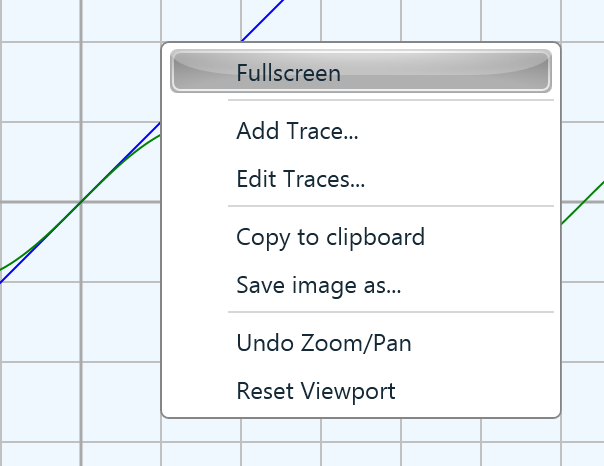 Fullscreen
Add Trace...
Edit Traces...
Copy to clipboard
Save image as...
Undo Zoom/Pan
Reset Viewport